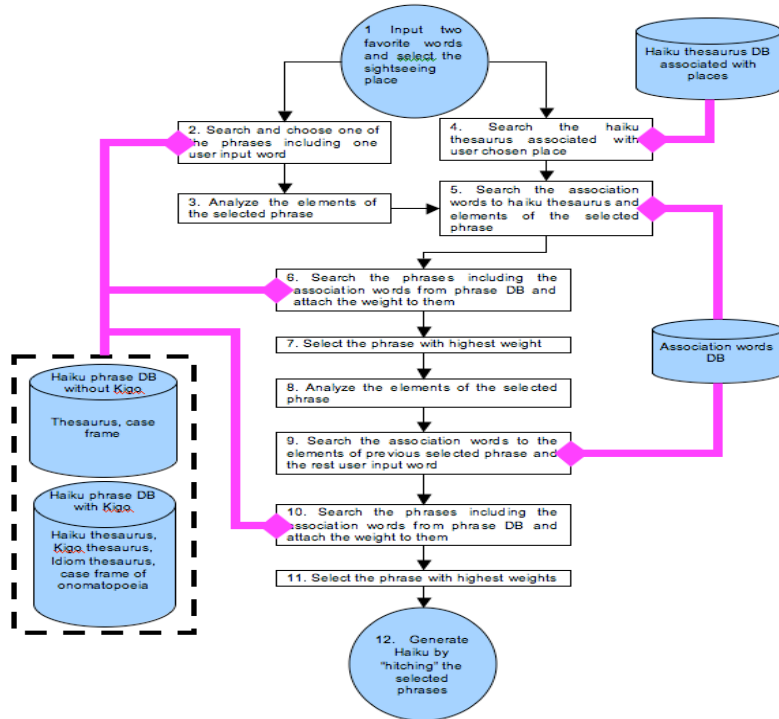 1 Input two
favorite words
and select the
sightseeing
place
Haiku thesaurus DB
associated with
places
2. Search and choose one of
the phrases including one
user input word
4. Search the haiku
thesaurus associated with
user chosen place
3. Analyze the elements of
the selected phrase
5. Search the association
words to haiku thesaurus and
elements of the selected
phrase
6. Search the phrases including the
association words from phrase DB and
attach the weight to them
7. Select the phrase with highest weight
Association words
DB
8. Analyze the elements of the selected
phrase
Haiku phrase DB
without Kigo
Thesaurus, case
frame
9. Search the association words to the
elements of previous selected phrase and
the rest user input word
Haiku phrase DB
with Kigo
Haiku thesaurus,
Kigo thesaurus,
Idiom thesaurus,
case frame of
onomatopoeia
10. Search the phrases including the
association words from phrase DB and
attach the weight to them
11. Select the phrase with highest weights
12. Generate
Haiku by
"hitching" the
selected
phrases